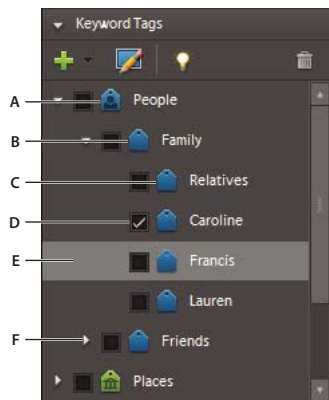 Keyword Tags
A People
B Family
C Relatives
D Caroline
E Francis
Lauren
F Friends
Places